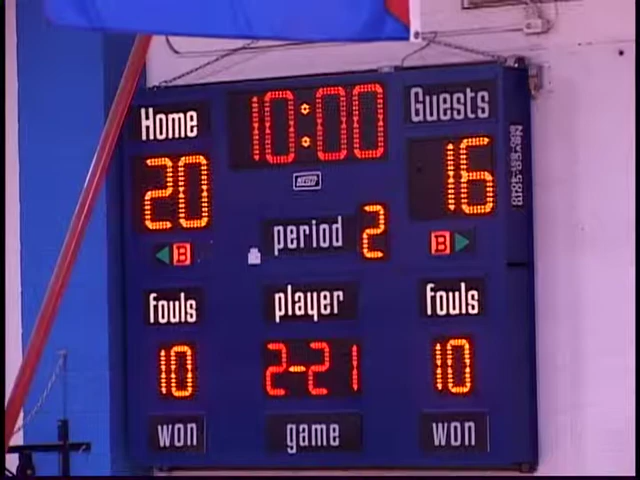 Home 10:00 Guests
20 16
B period 2 B
fouls player fouls
10 2-21 10
won game won